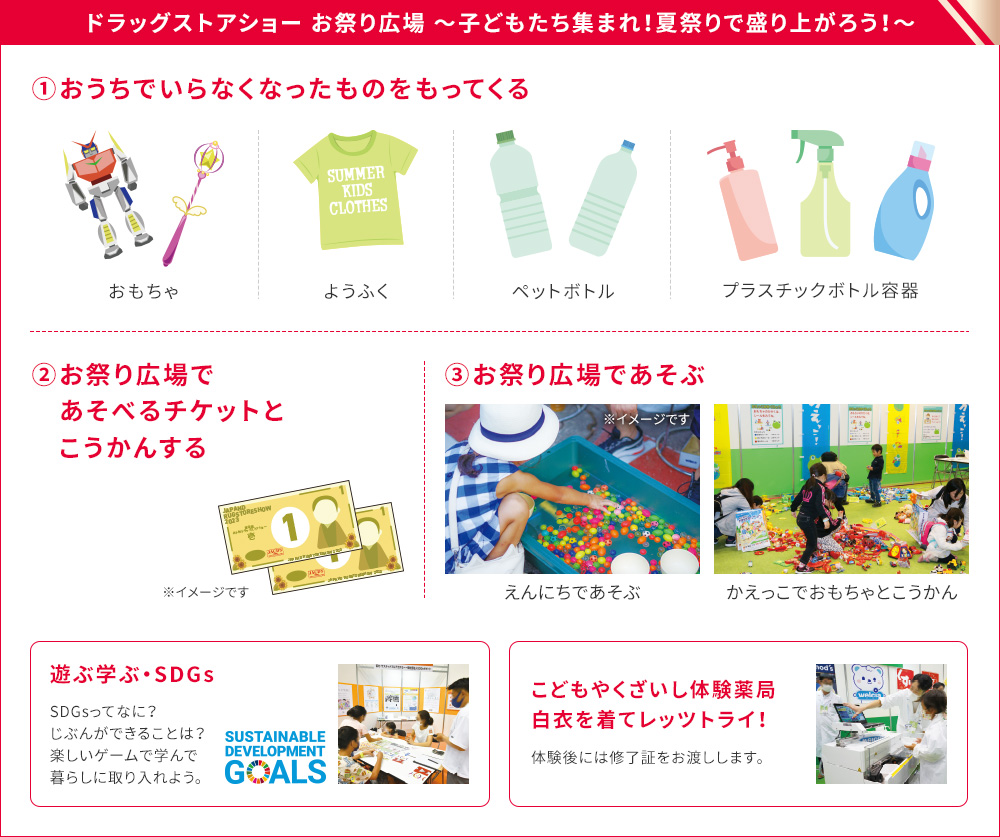 ドラッグストアショー お祭り広場 ～子どもたち集まれ！夏祭りで盛り上がろう！～
①おうちでいらなくなったものをもってくる
SUMMER
KIDS
CLOTHES
おもちゃ
ようふく
ペットボトル
プラスチックボトル容器
②お祭り広場で
あそべるチケットと
こうかんする
1
JAPAND
RUGSTORESHOW
2023
壱
1
※イメージです
③お祭り広場であそぶ
※イメージです
えんにちであそぶ
かえっこでおもちゃとこうかん
遊ぶ学ぶ・SDGs
SDGsってなに？
じぶんができることは？
楽しいゲームで学んで
暮らしに取り入れよう。
SUSTAINABLE
DEVELOPMENT
GOALS
こどもやくざいし体験薬局
白衣を着てレッツトライ！
体験後には修了証をお渡しします。